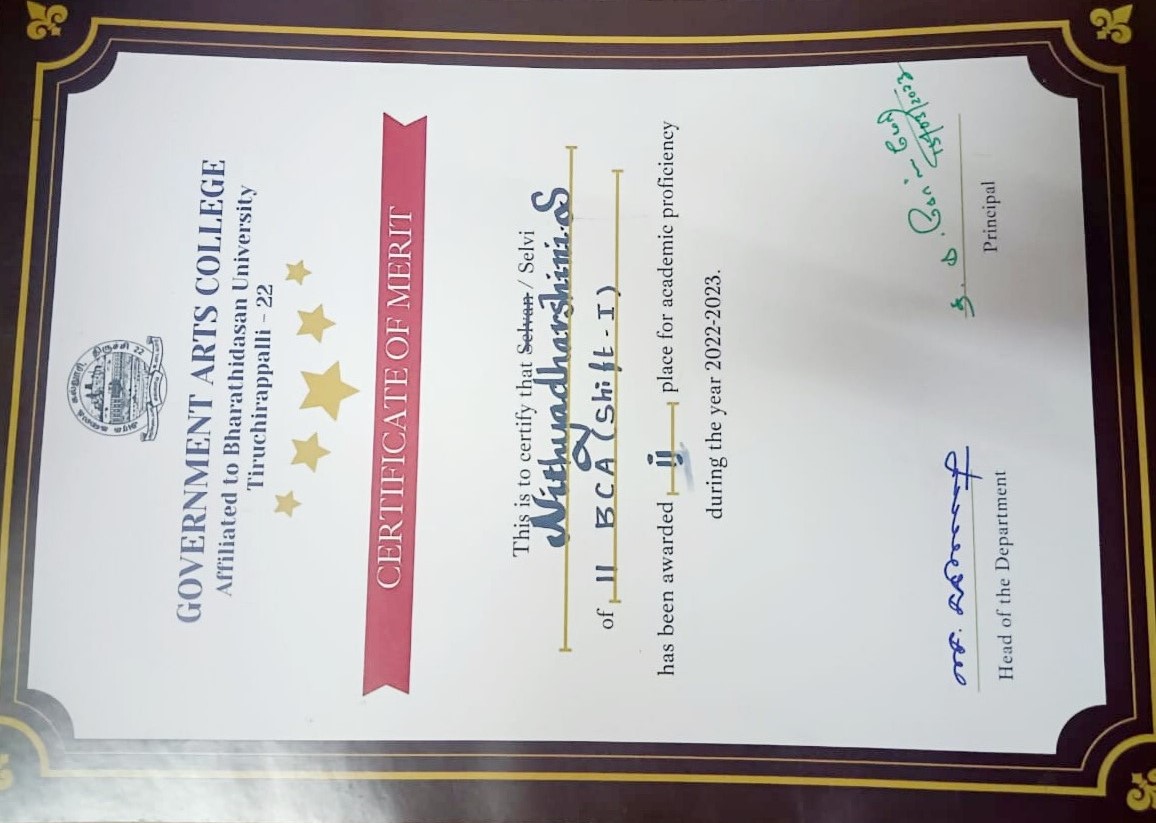 GOVERNMENT ARTS COLLEGE
Affiliated to Bharathidasan University
Tiruchirappalli - 22
CERTIFICATE OF MERIT
This is to certify that Selvan / Selvi
Nithyadharshini.S
of II BCA (Shift - I)
has been awarded ii place for academic proficiency
during the year 2022-2023.
Head of the Department
Principal